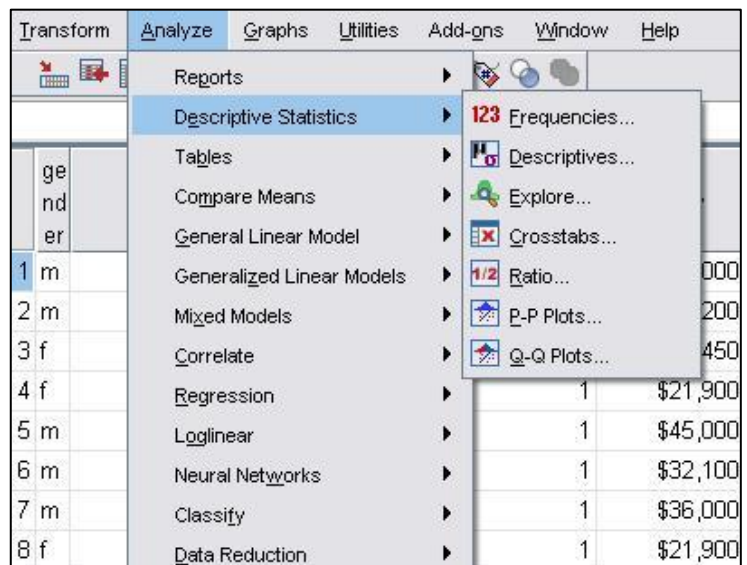 Transform Analyze Graphs Utilities Add-ons Window Help
Reports
Descriptive Statistics
Tables
Compare Means
General Linear Model
Generalized Linear Models
Mixed Models
Correlate
Regression
Loglinear
Neural Networks
Classify
Data Reduction
123 Frequencies...
μσ Descriptives...
Explore...
Crosstabs...
1/2 Ratio...
P-P Plots...
Q-Q Plots...
ge
nd
er
1 m 000
2 m 200
3 f 450
4 f 1 $21,900
5 m 1 $45,000
6 m 1 $32,100
7 m 1 $36,000
8 f 1 $21,900